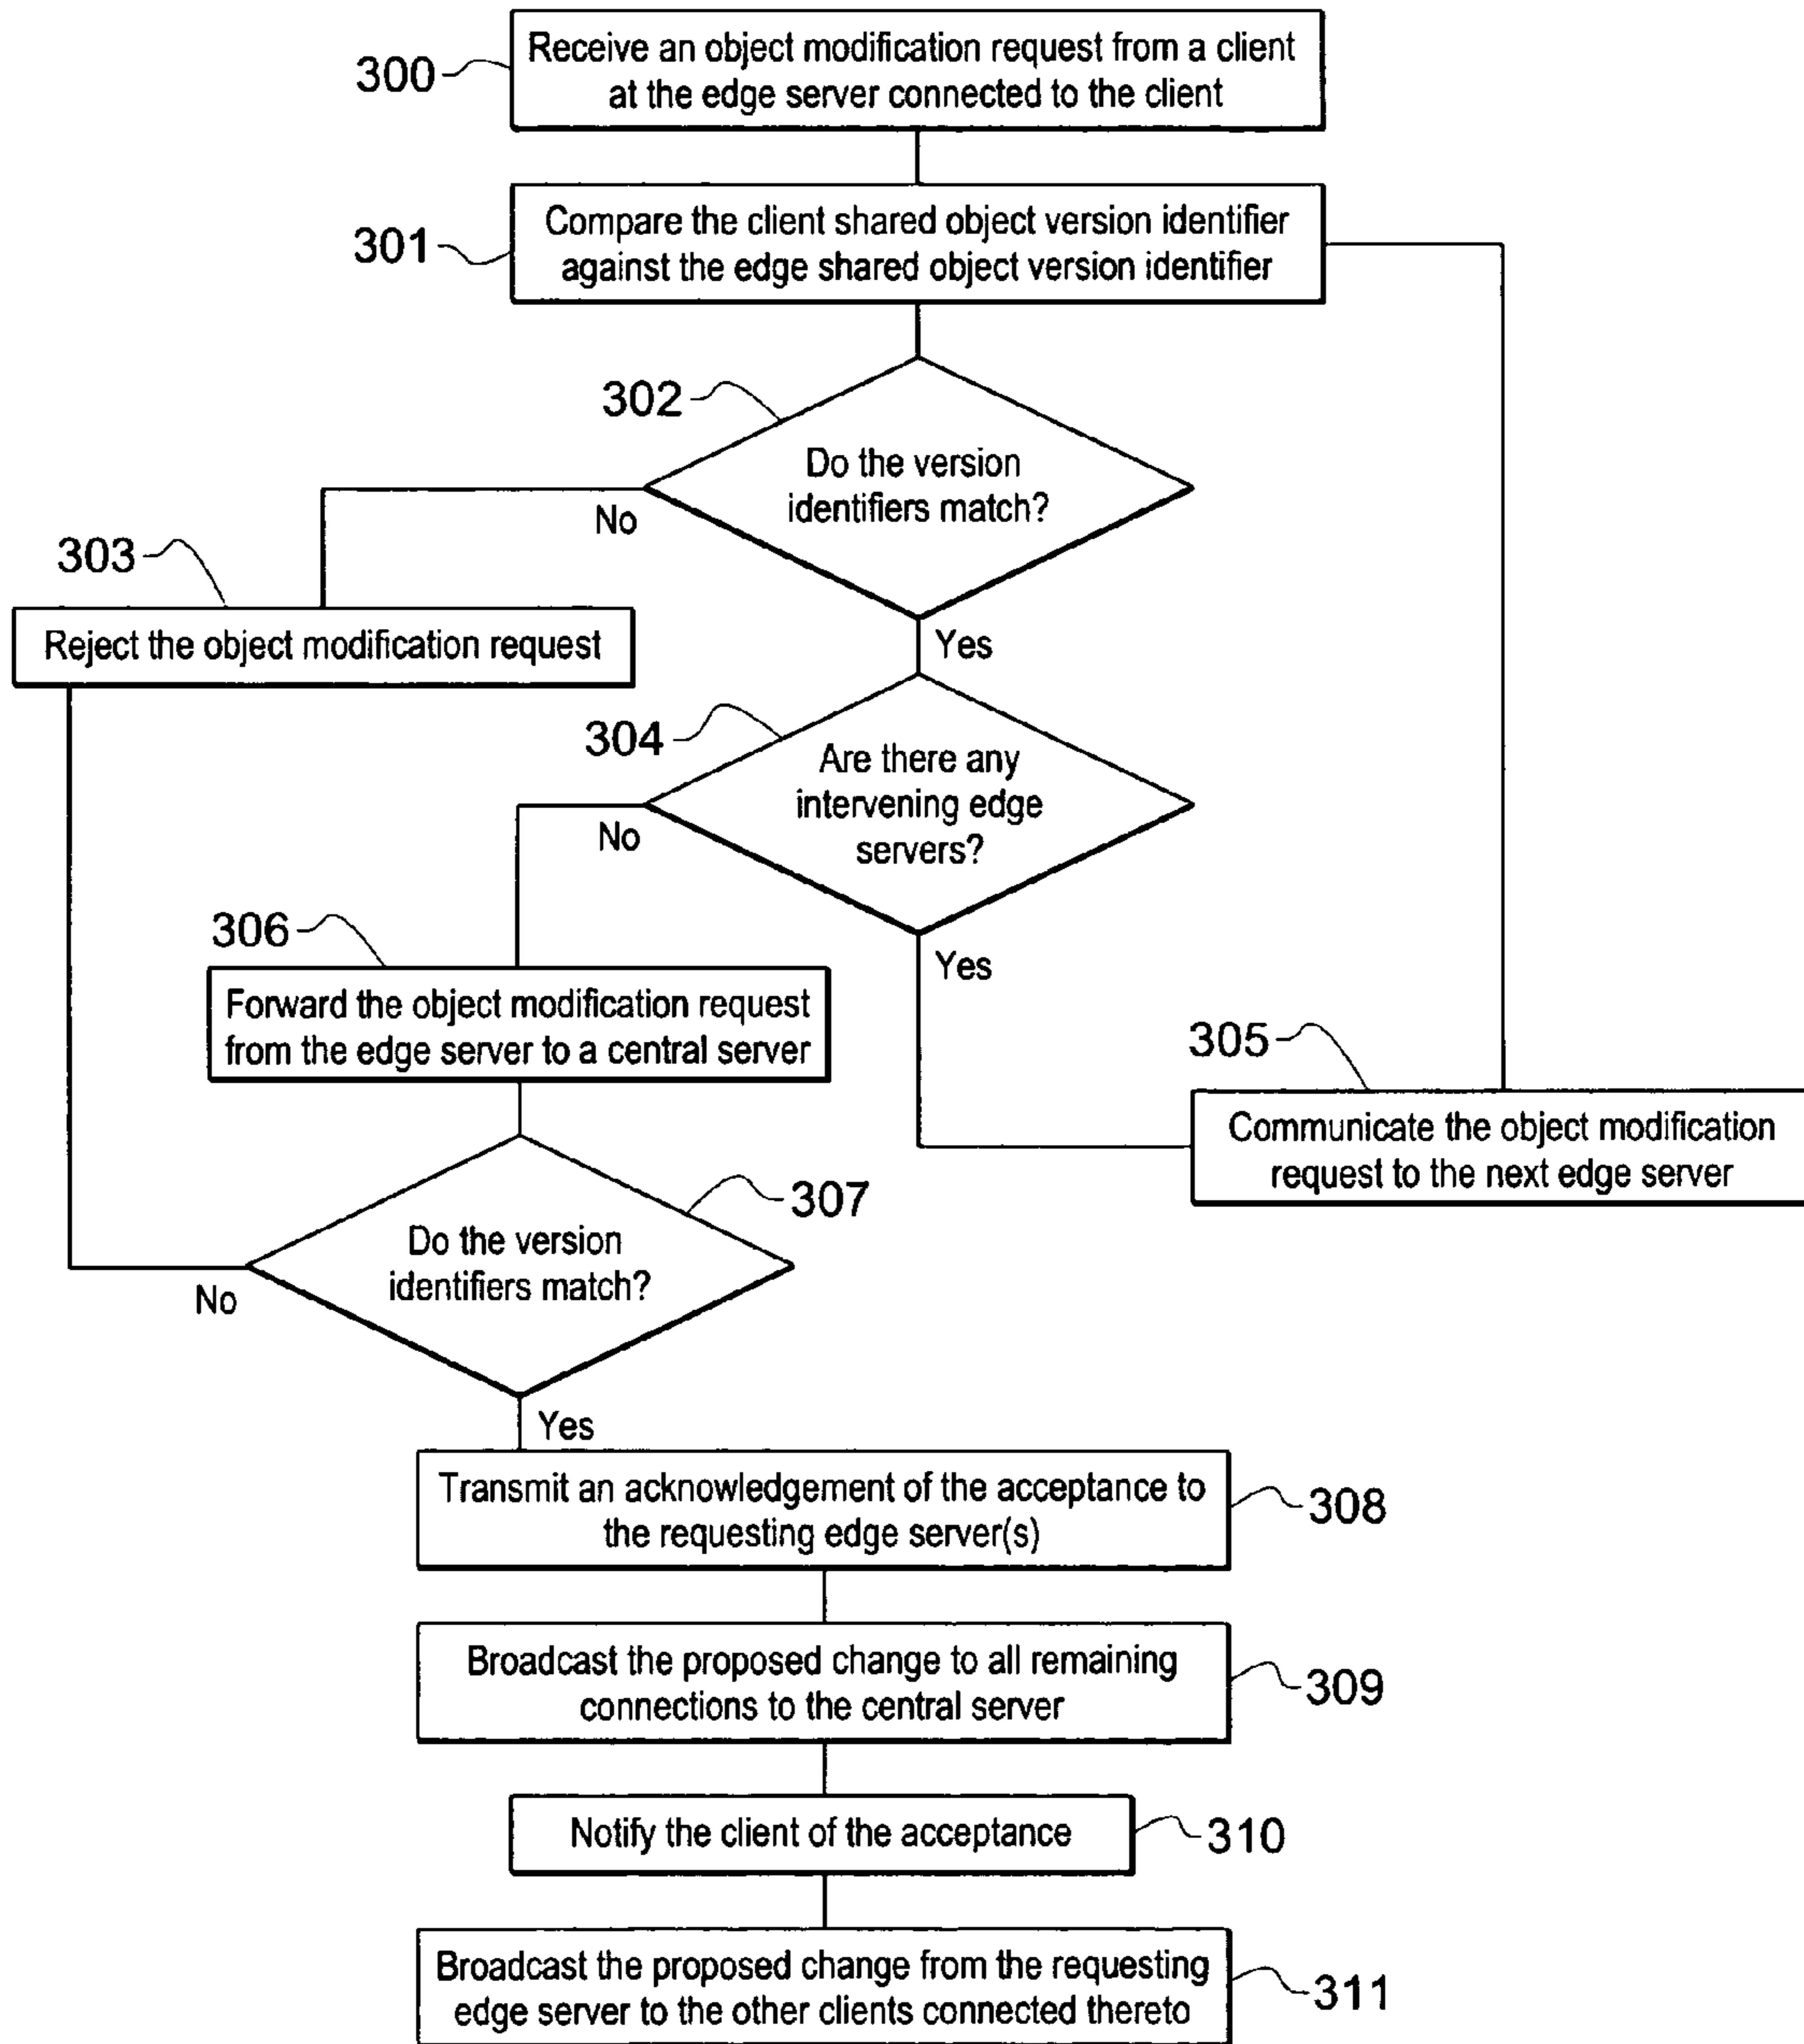 300
Receive an object modification request from a client
at the edge server connected to the client
301
Compare the client shared object version identifier
against the edge shared object version identifier
302
Do the version
identifiers match?
No
Yes
303
Reject the object modification request
304
Are there any
intervening edge
servers?
No
Yes
306
Forward the object modification request
from the edge server to a central server
305
Communicate the object modification
request to the next edge server
307
Do the version
identifiers match?
No
Yes
Transmit an acknowledgement of the acceptance to
the requesting edge server(s)
308
Broadcast the proposed change to all remaining
connections to the central server
309
Notify the client of the acceptance
310
Broadcast the proposed change from the requesting
edge server to the other clients connected thereto
311